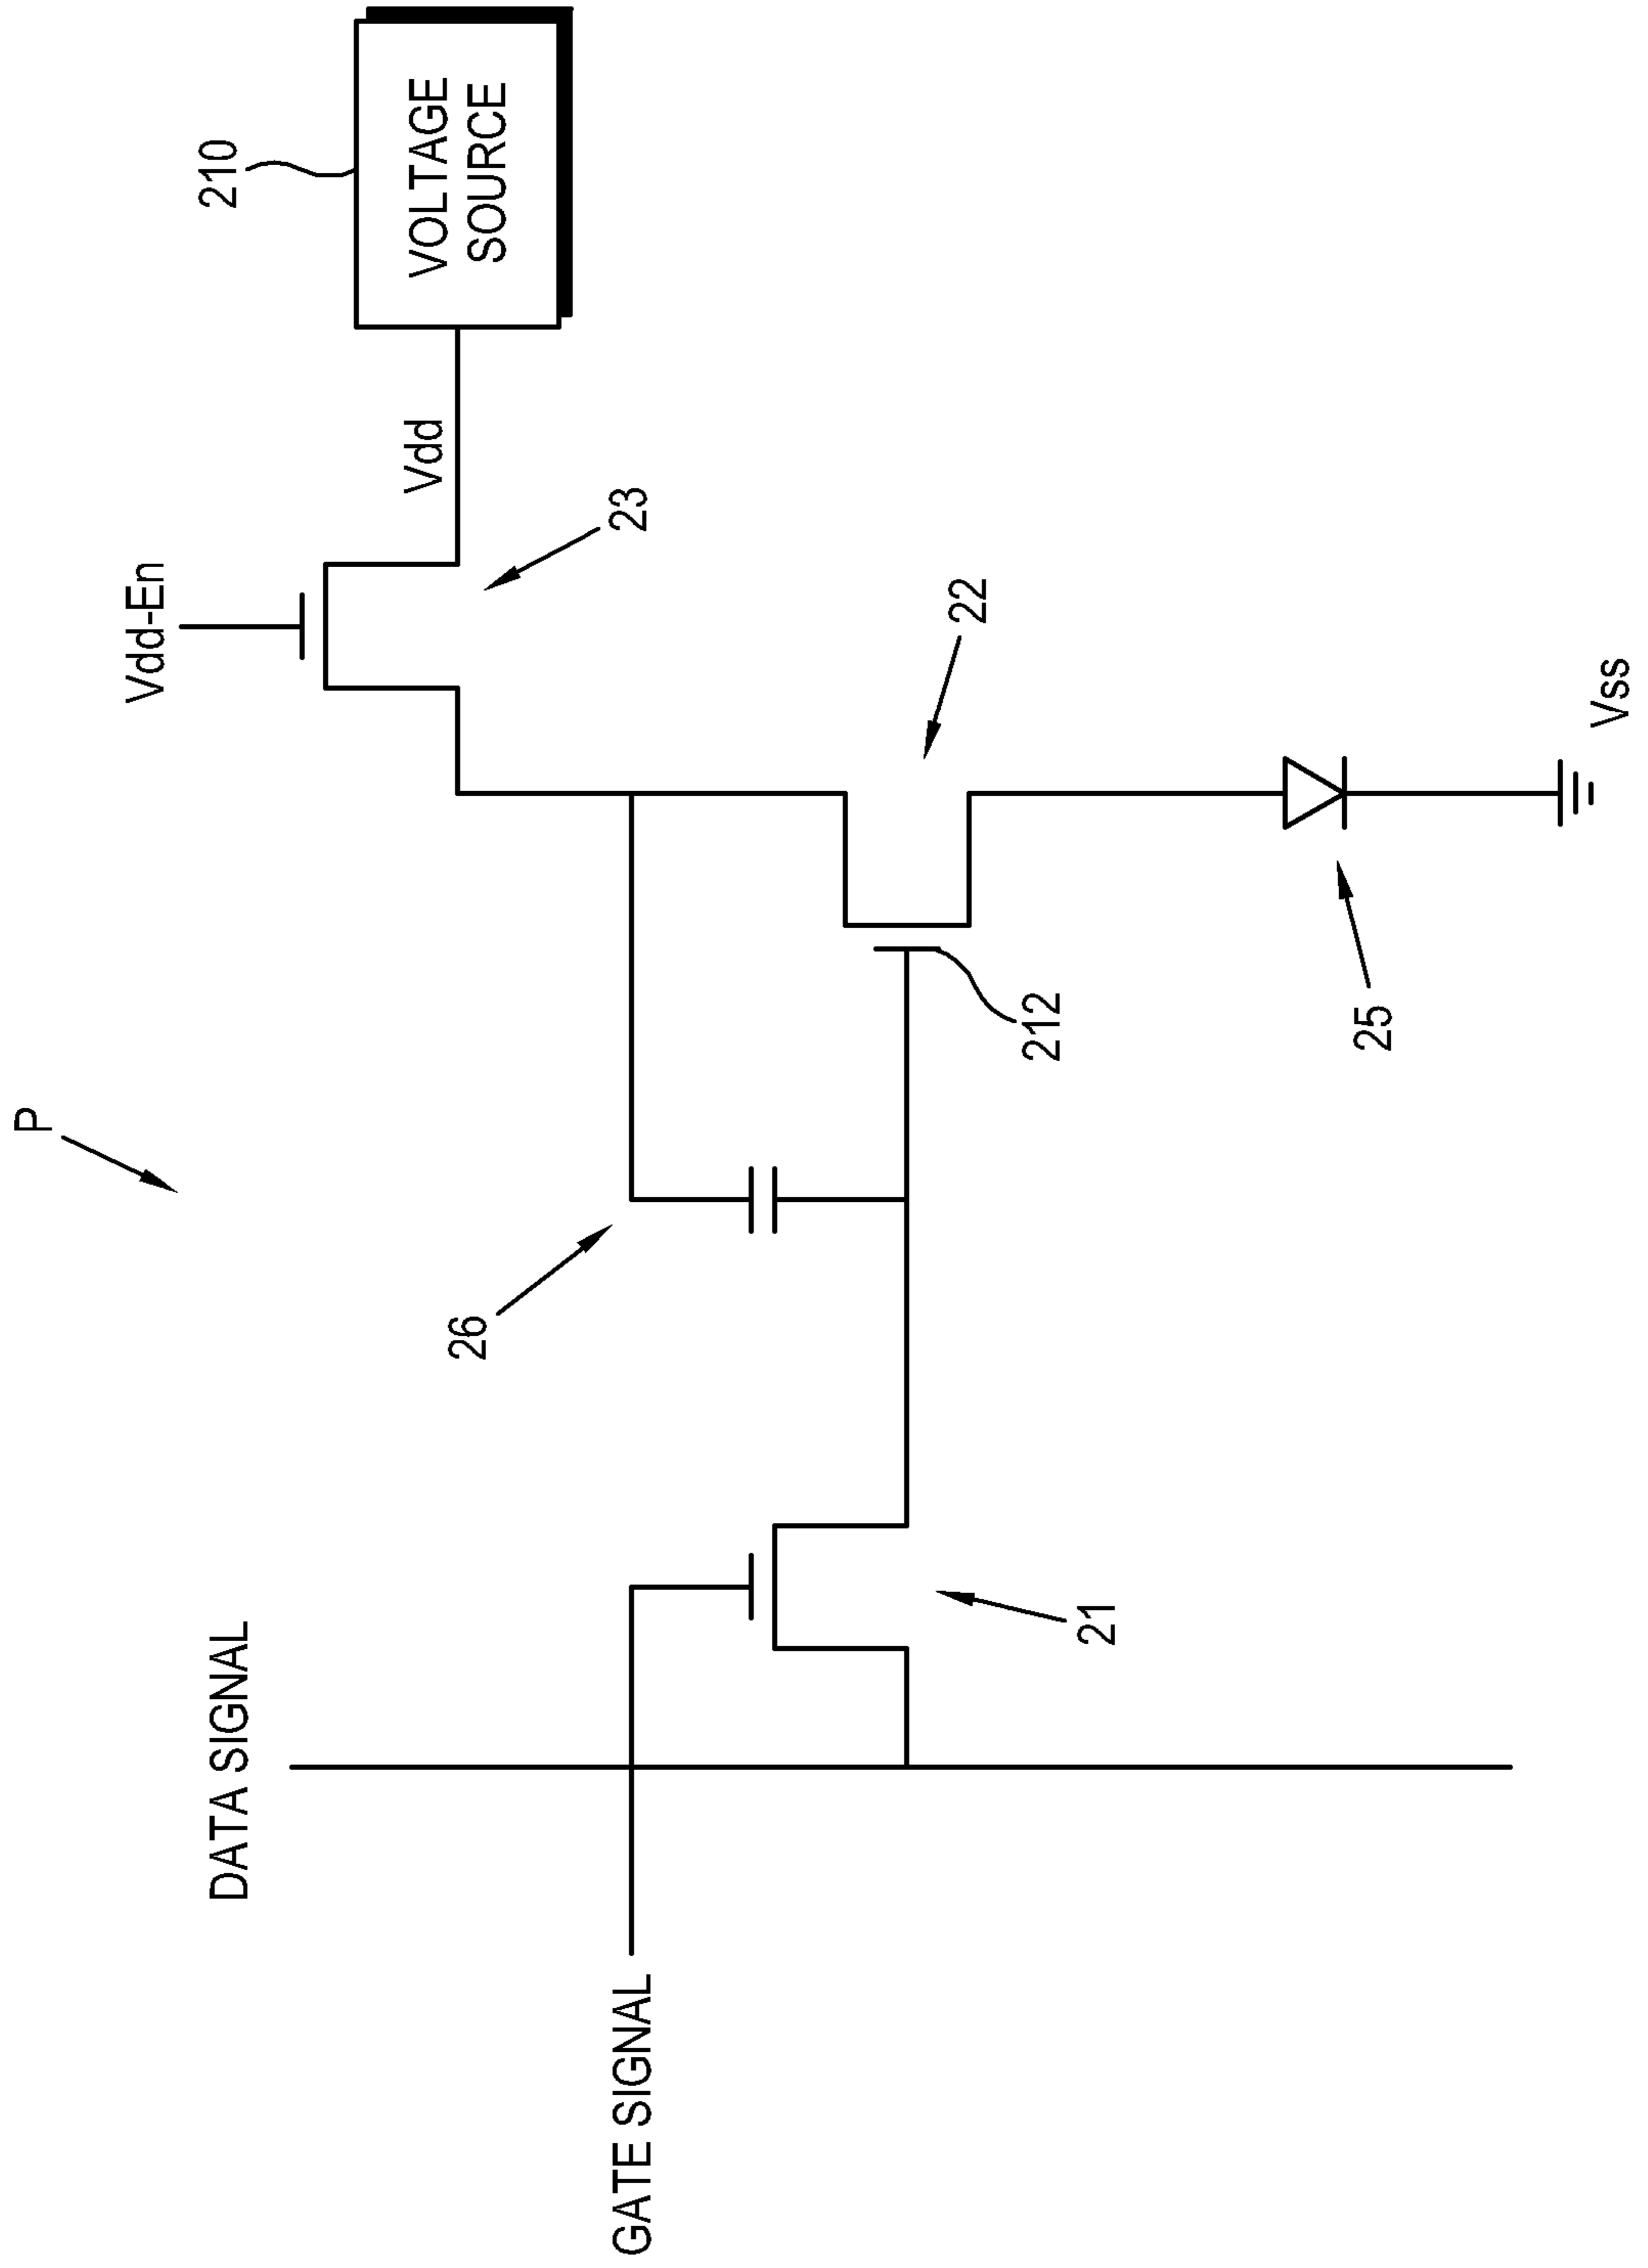 P
210
VOLTAGE
SOURCE
Vdd
Vdd-En
23
22
26
212
25
Vss
21
DATA SIGNAL
GATE SIGNAL